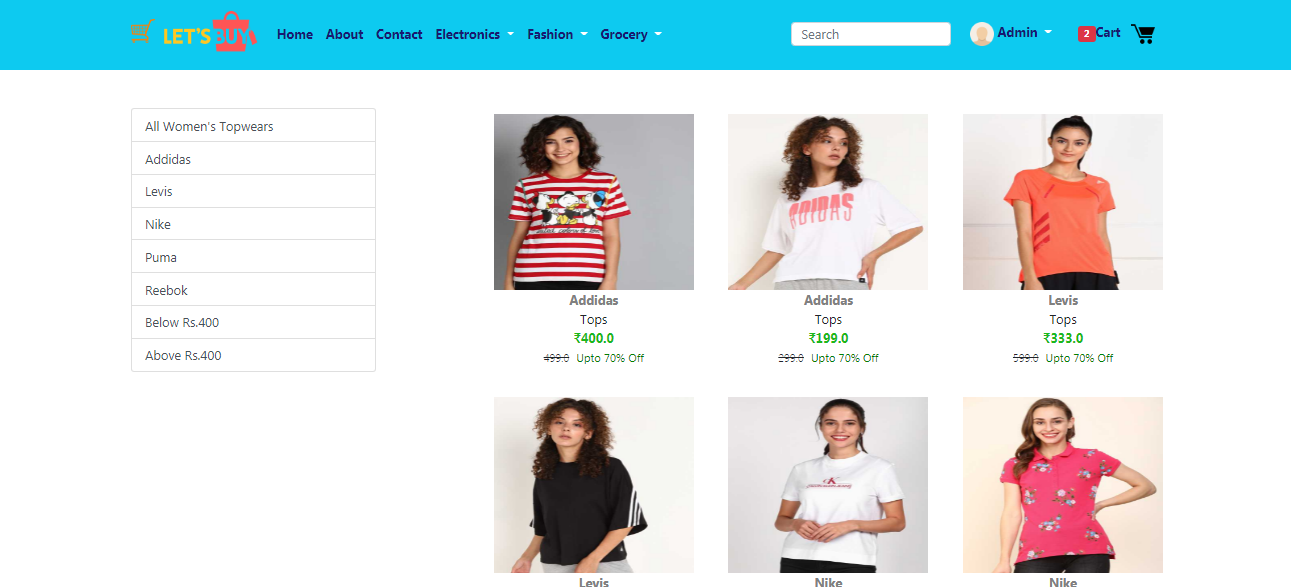 LET'S BUY Home About Contact Electronics Fashion Grocery Search Admin 2 Cart
All Women's Topwears
Addidas
Levis
Nike
Puma
Reebok
Below Rs.400
Above Rs.400
ADIDAS
Addidas
Tops
₹400.0
499.0 Upto 70% Off
Addidas
Tops
₹199.0
299.0 Upto 70% Off
Levis
Tops
₹333.0
599.0 Upto 70% Off
Levis
Nike
Nike